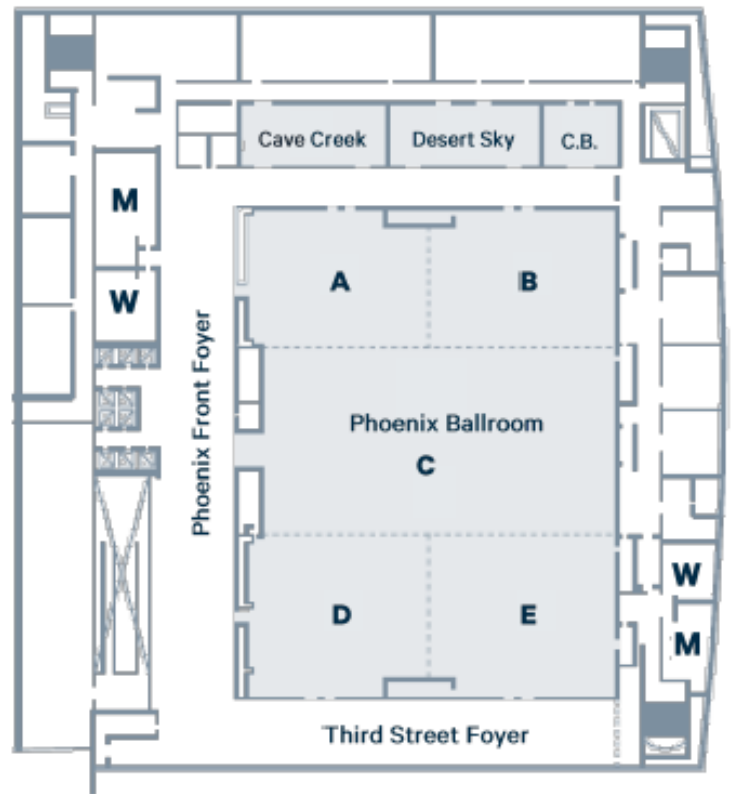 Cave Creek
Desert Sky
C.B.
M
W
A
B
Phoenix Front Foyer
Phoenix Ballroom
C
D
E
W
M
Third Street Foyer